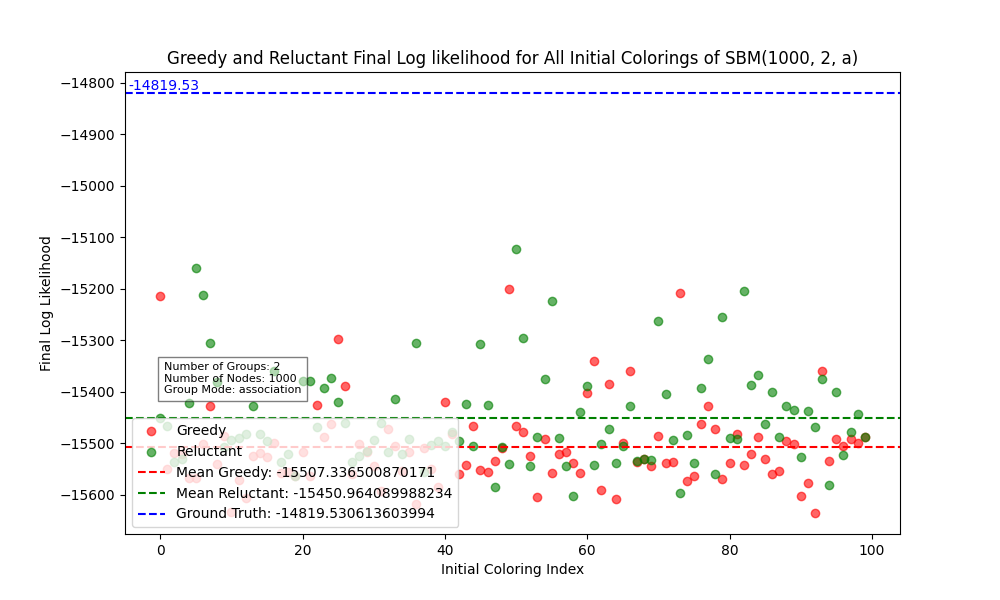 Greedy and Reluctant Final Log likelihood for All Initial Colorings of SBM(1000, 2, a)
Final Log Likelihood
−14800
−14900
−15000
−15100
−15200
−15300
−15400
−15500
−15600
-14819.53
Number of Groups: 2
Number of Nodes: 1000
Group Mode: association
Greedy
Reluctant
Mean Greedy: -15507.336500870171
Mean Reluctant: -15450.964089988234
Ground Truth: -14819.530613603994
0
20
40
60
80
100
Initial Coloring Index